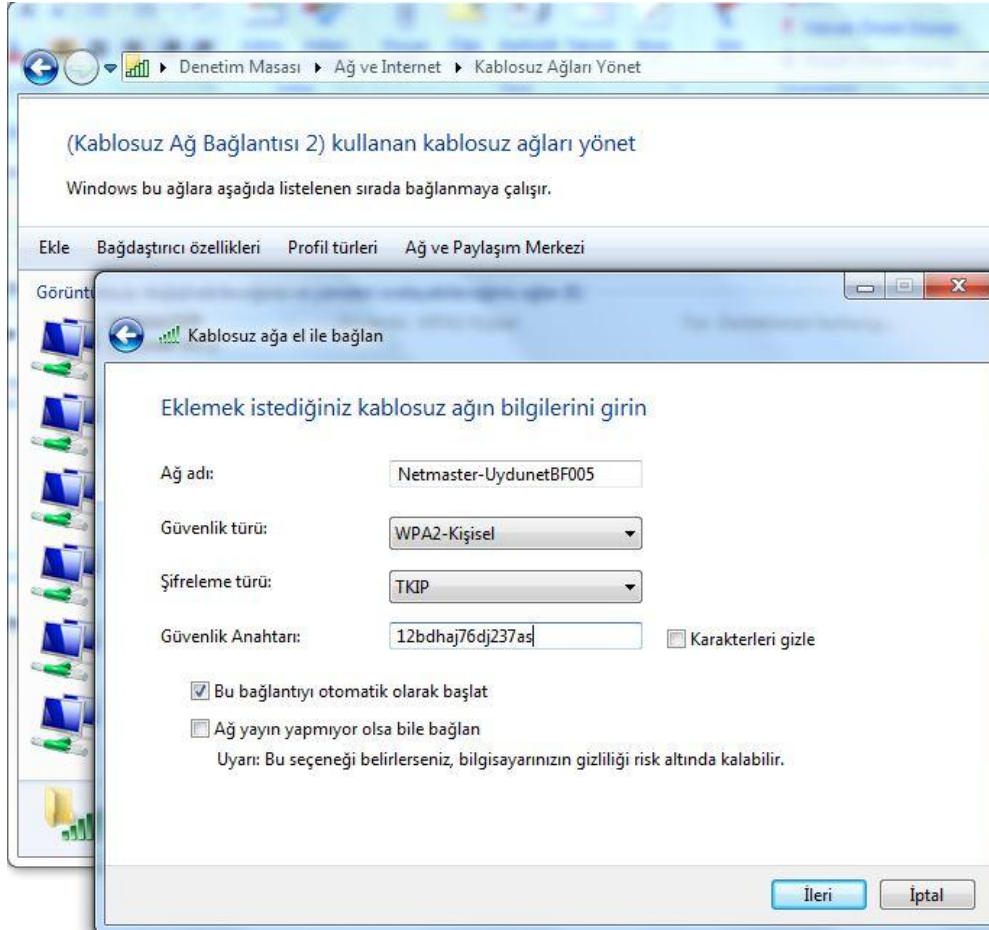 Denetim Masası ▸ Ağ ve Internet ▸ Kablosuz Ağları Yönet
(Kablosuz Ağ Bağlantısı 2) kullanan kablosuz ağları yönet
Windows bu ağlara aşağıda listelenen sırada bağlanmaya çalışır.
Ekle Bağdaştırıcı özellikleri Profil türleri Ağ ve Paylaşım Merkezi
Kablosuz ağa el ile bağlan
Eklemek istediğiniz kablosuz ağın bilgilerini girin
Ağ adı: Netmaster-UydunetBF005
Güvenlik türü: WPA2-Kişisel
Şifreleme türü: TKIP
Güvenlik Anahtarı: 12bdhaj76dj237as Karakterleri gizle
Bu bağlantıyı otomatik olarak başlat
Ağ yayın yapmıyor olsa bile bağlan
Uyarı: Bu seçeneği belirlerseniz, bilgisayarınızın gizliliği risk altında kalabilir.
İleri İptal